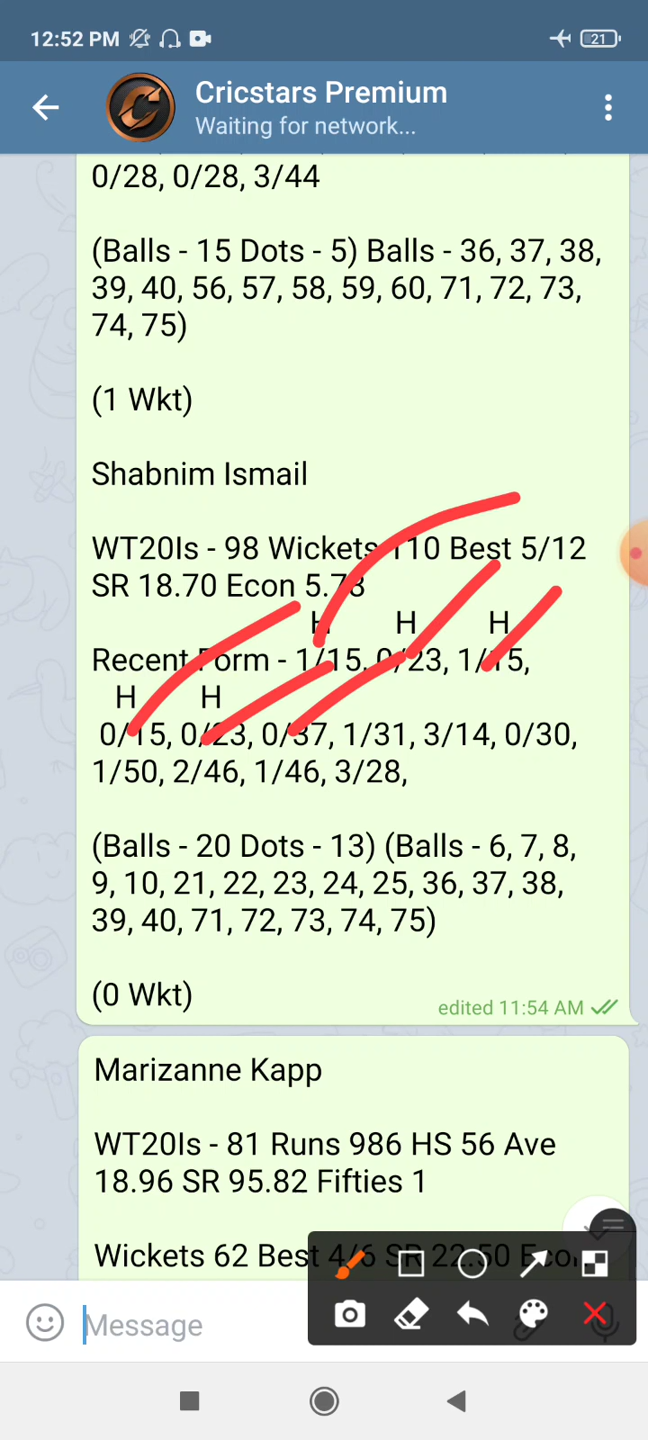 12:52 PM
21
Cricstars Premium
Waiting for network...
0/28, 0/28, 3/44
(Balls - 15 Dots - 5) Balls - 36, 37, 38,
39, 40, 56, 57, 58, 59, 60, 71, 72, 73,
74, 75)
(1 Wkt)
Shabnim Ismail
WT20Is - 98 Wickets 110 Best 5/12
SR 18.70 Econ 5.73
H H H
Recent Form - 1/15, 0/23, 1/15,
H H
0/15, 0/23, 0/37, 1/31, 3/14, 0/30,
1/50, 2/46, 1/46, 3/28,
(Balls - 20 Dots - 13) (Balls - 6, 7, 8,
9, 10, 21, 22, 23, 24, 25, 36, 37, 38,
39, 40, 71, 72, 73, 74, 75)
(0 Wkt)
edited 11:54 AM
Marizanne Kapp
WT20Is - 81 Runs 986 HS 56 Ave
18.96 SR 95.82 Fifties 1
Wickets 62 Best 4/6 SR 22.50 Econ
Message